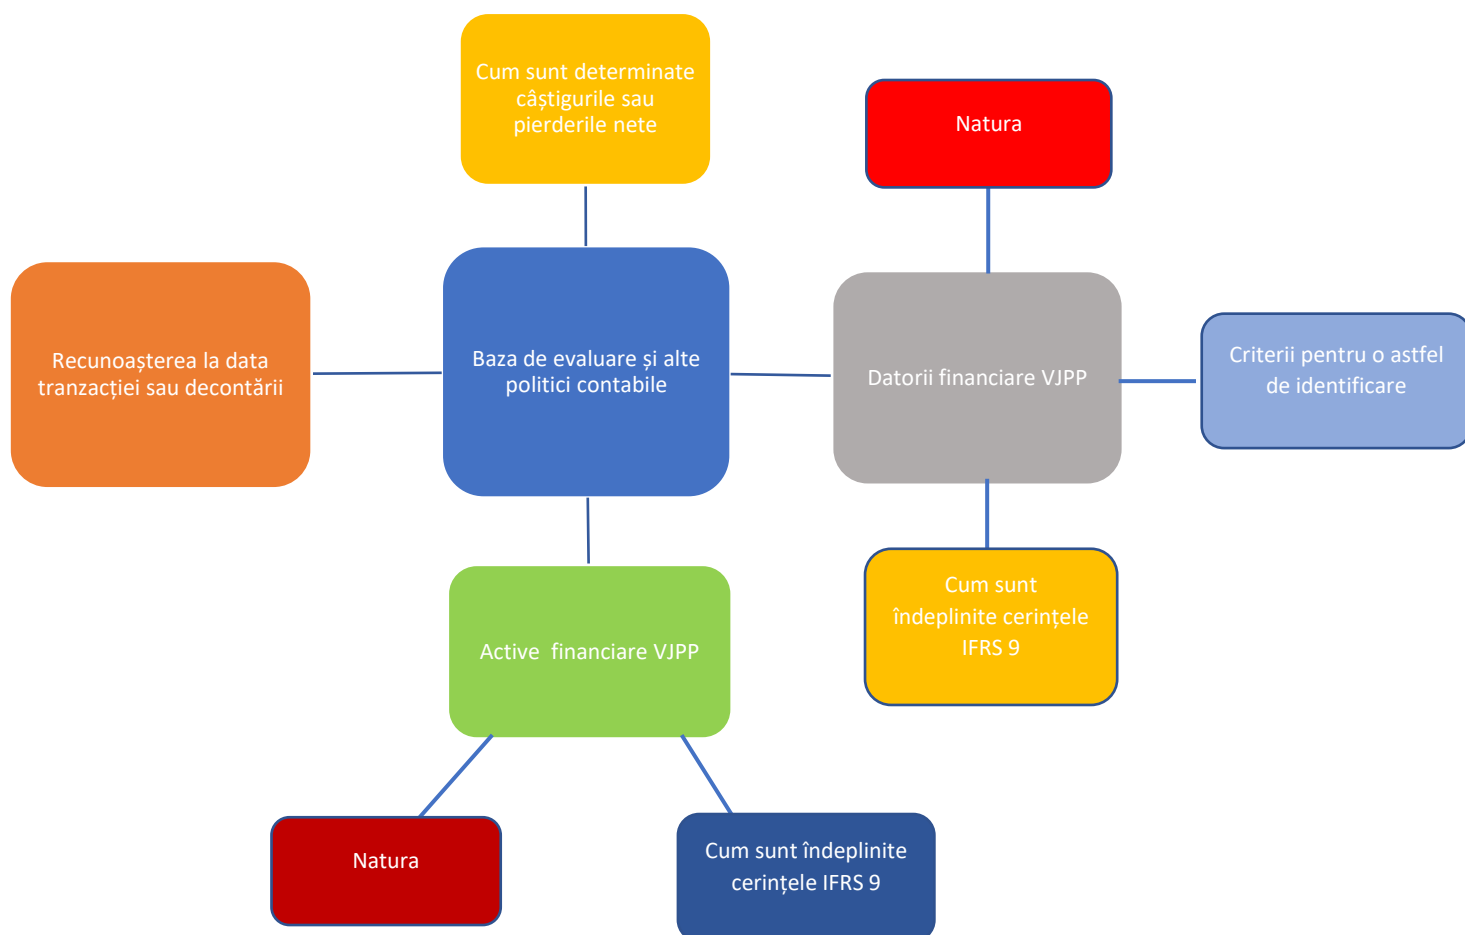 Cum sunt determinate
câștigurile sau
pierderile nete
Natura
Recunoașterea la data
tranzacției sau decontării
Baza de evaluare și alte
politici contabile
Datorii financiare VJPP
Criterii pentru o astfel
de identificare
Cum sunt
îndeplinite cerințele
IFRS 9
Active  financiare VJPP
Natura
Cum sunt îndeplinite
cerințele IFRS 9